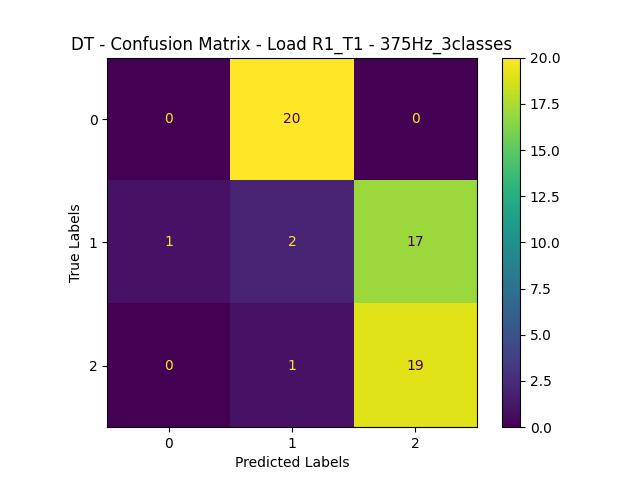 DT - Confusion Matrix - Load R1_T1 - 375Hz_3classes
True Labels
0
0 20 0
1
1 2 17
2
0 1 19
0 1 2
Predicted Labels
20.0
17.5
15.0
12.5
10.0
7.5
5.0
2.5
0.0